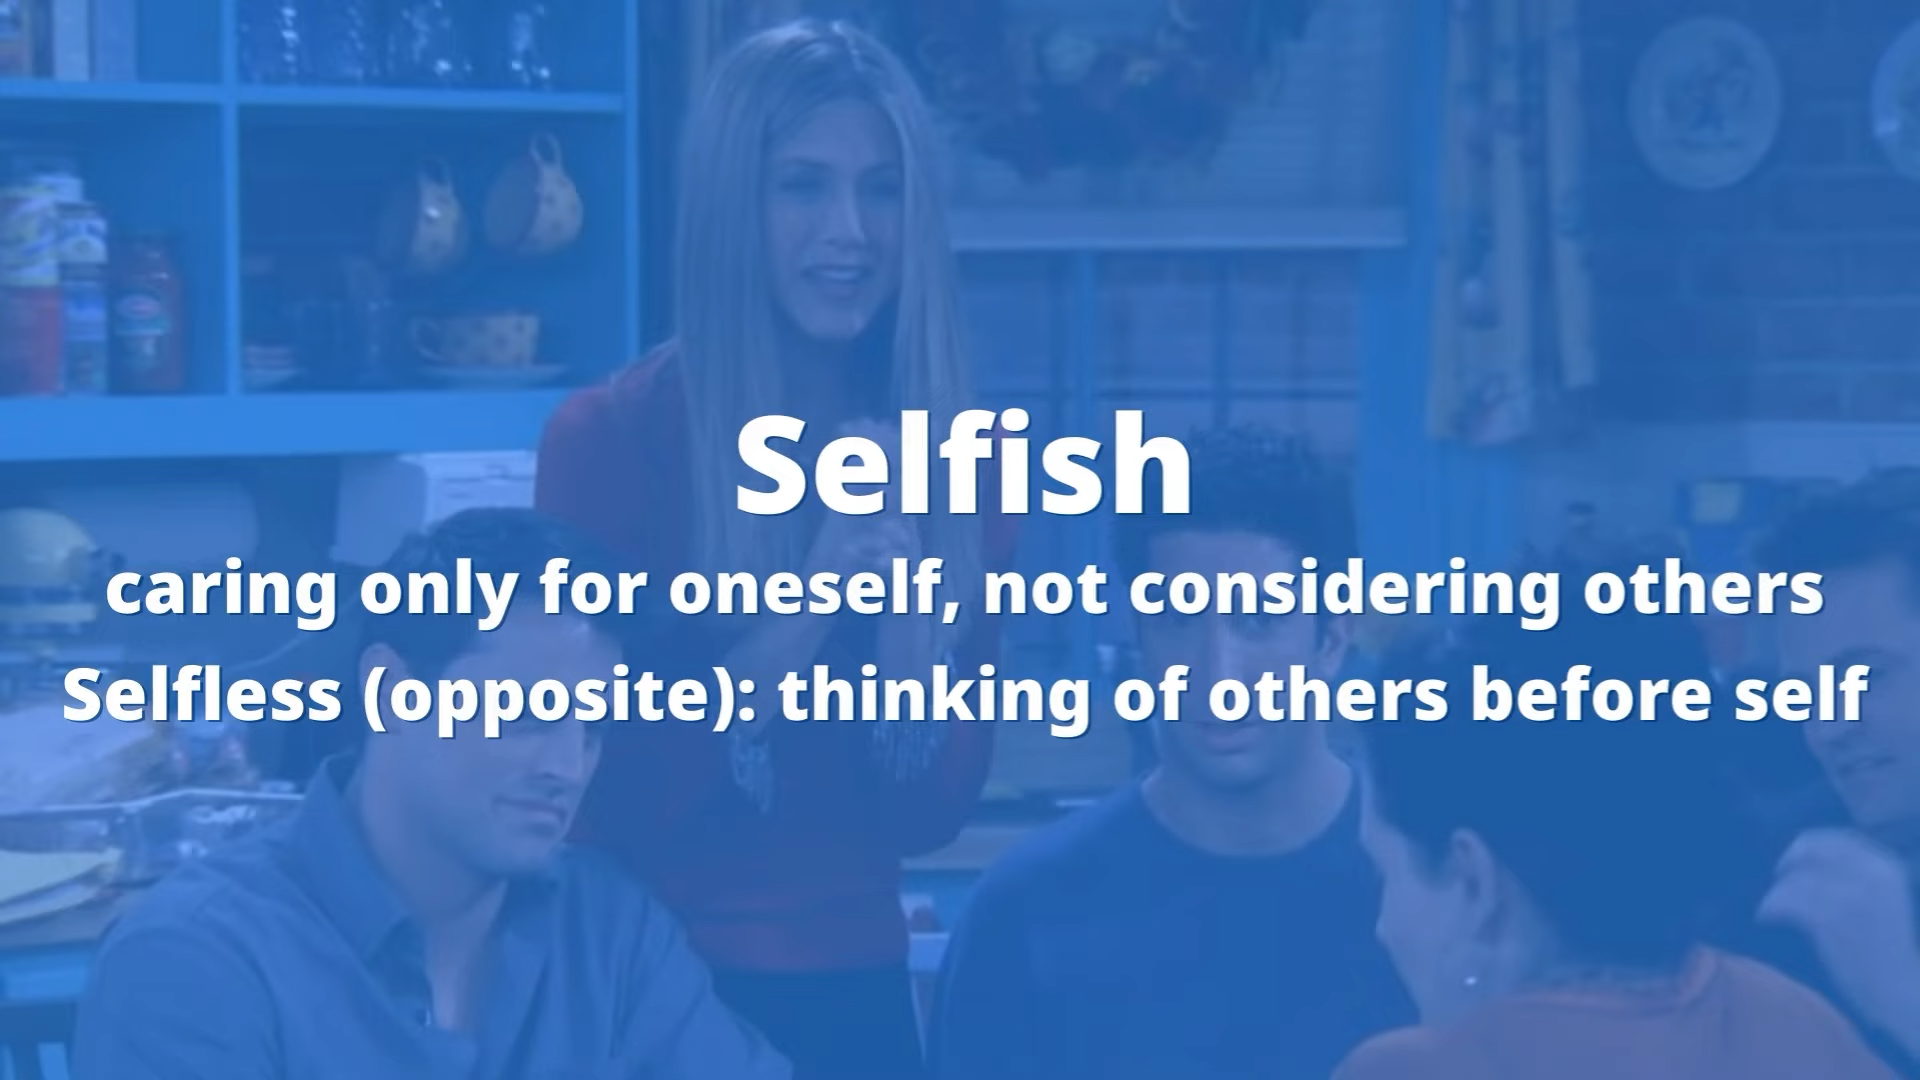 Selfish
caring only for oneself, not considering others
Selfless (opposite): thinking of others before self